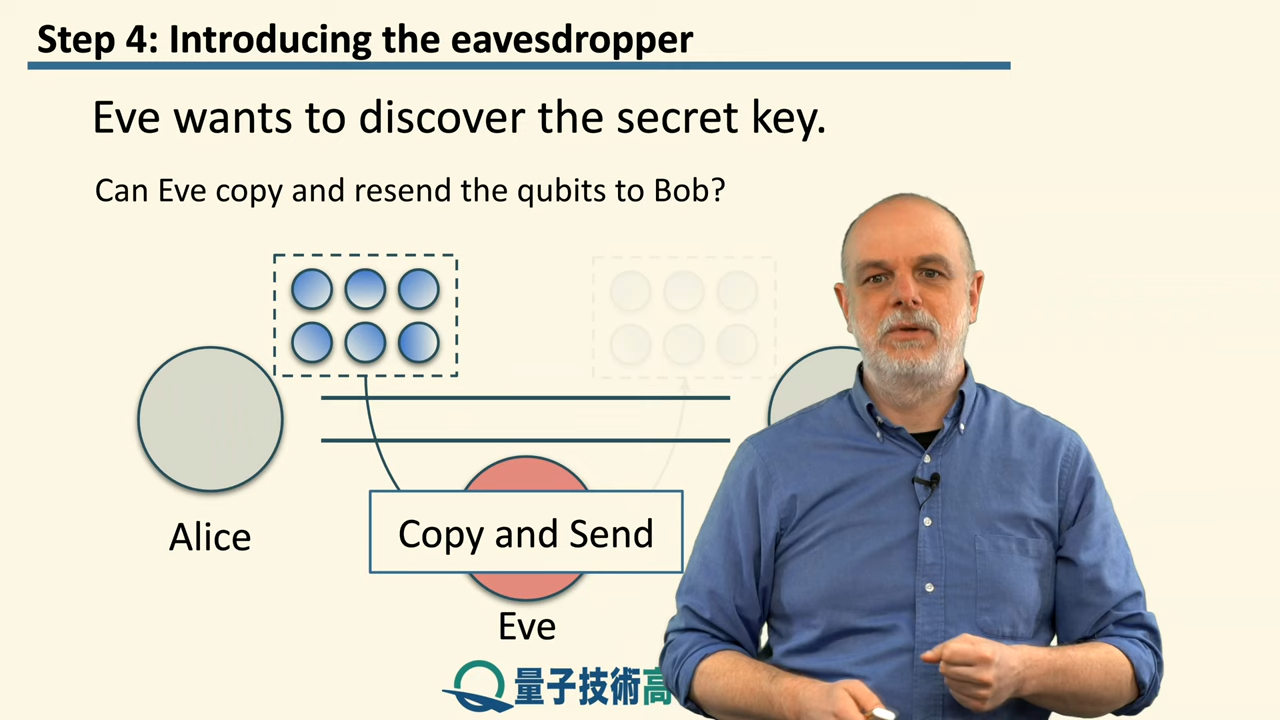 Step 4: Introducing the eavesdropper
Eve wants to discover the secret key.
Can Eve copy and resend the qubits to Bob?
Copy and Send
Alice
Eve
量子技術高